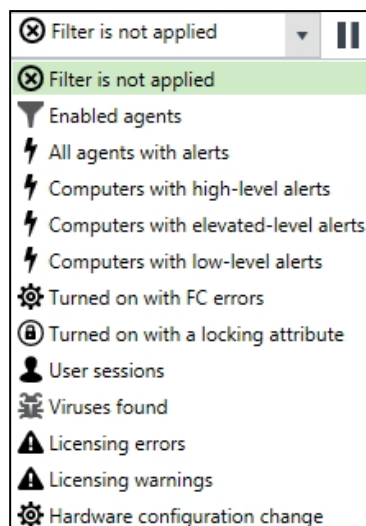 Filter is not applied
Filter is not applied
Enabled agents
All agents with alerts
Computers with high-level alerts
Computers with elevated-level alerts
Computers with low-level alerts
Turned on with FC errors
Turned on with a locking attribute
User sessions
Viruses found
Licensing errors
Licensing warnings
Hardware configuration change